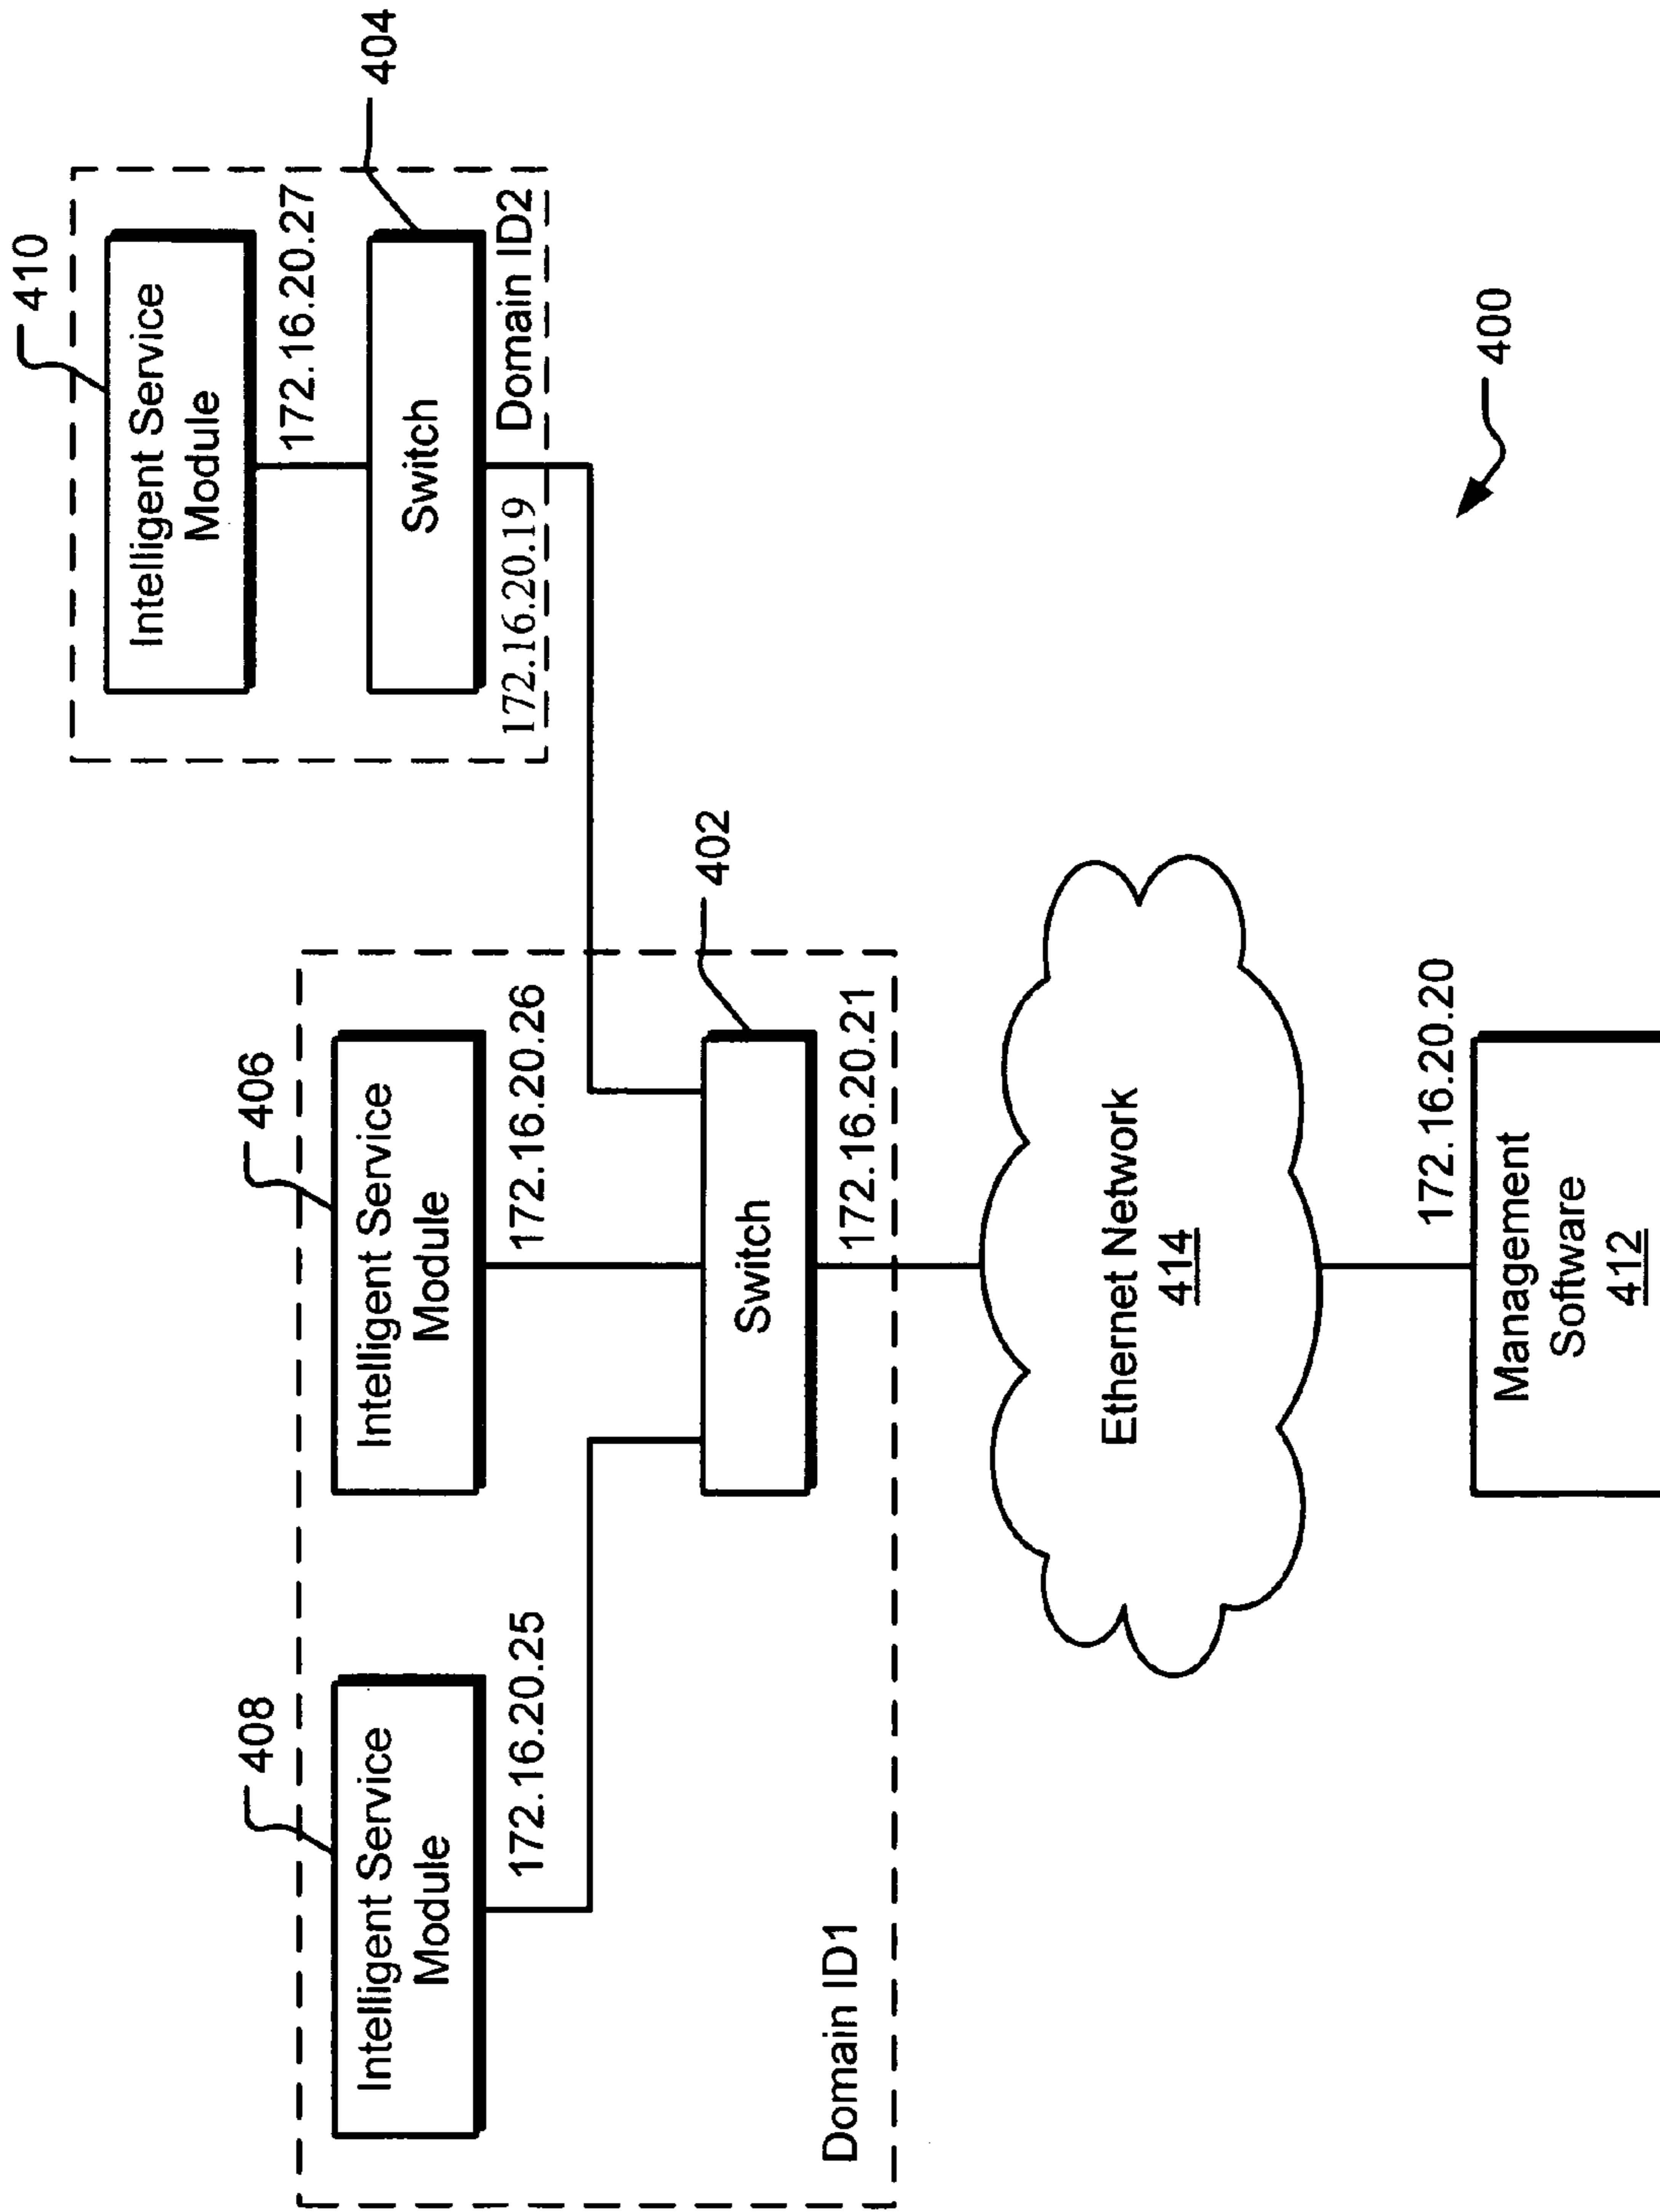 410
Intelligent Service
Module
172.16.20.27
404
Switch
172.16.20.19
Domain ID2
408
Intelligent Service
Module
172.16.20.25
406
Intelligent Service
Module
172.16.20.26
402
Switch
172.16.20.21
Domain ID1
Ethernet Network
414
172.16.20.20
Management
Software
412
400